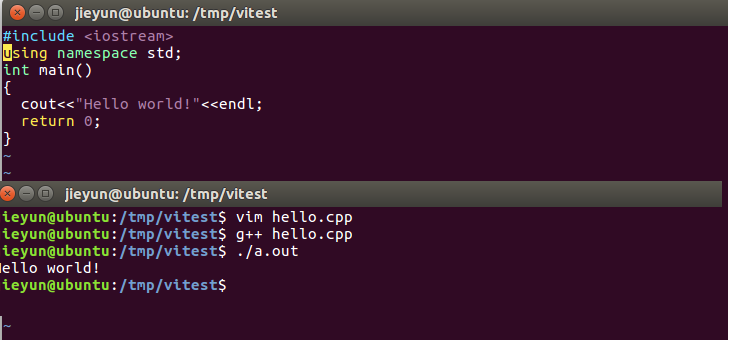 jieyun@ubuntu: /tmp/vitest
#include <iostream>
using namespace std;
int main()
{
  cout<<"Hello world!"<<endl;
  return 0;
}
~
~
jieyun@ubuntu: /tmp/vitest
ieyun@ubuntu:/tmp/vitest$ vim hello.cpp
ieyun@ubuntu:/tmp/vitest$ g++ hello.cpp
ieyun@ubuntu:/tmp/vitest$ ./a.out
Hello world!
ieyun@ubuntu:/tmp/vitest$
~